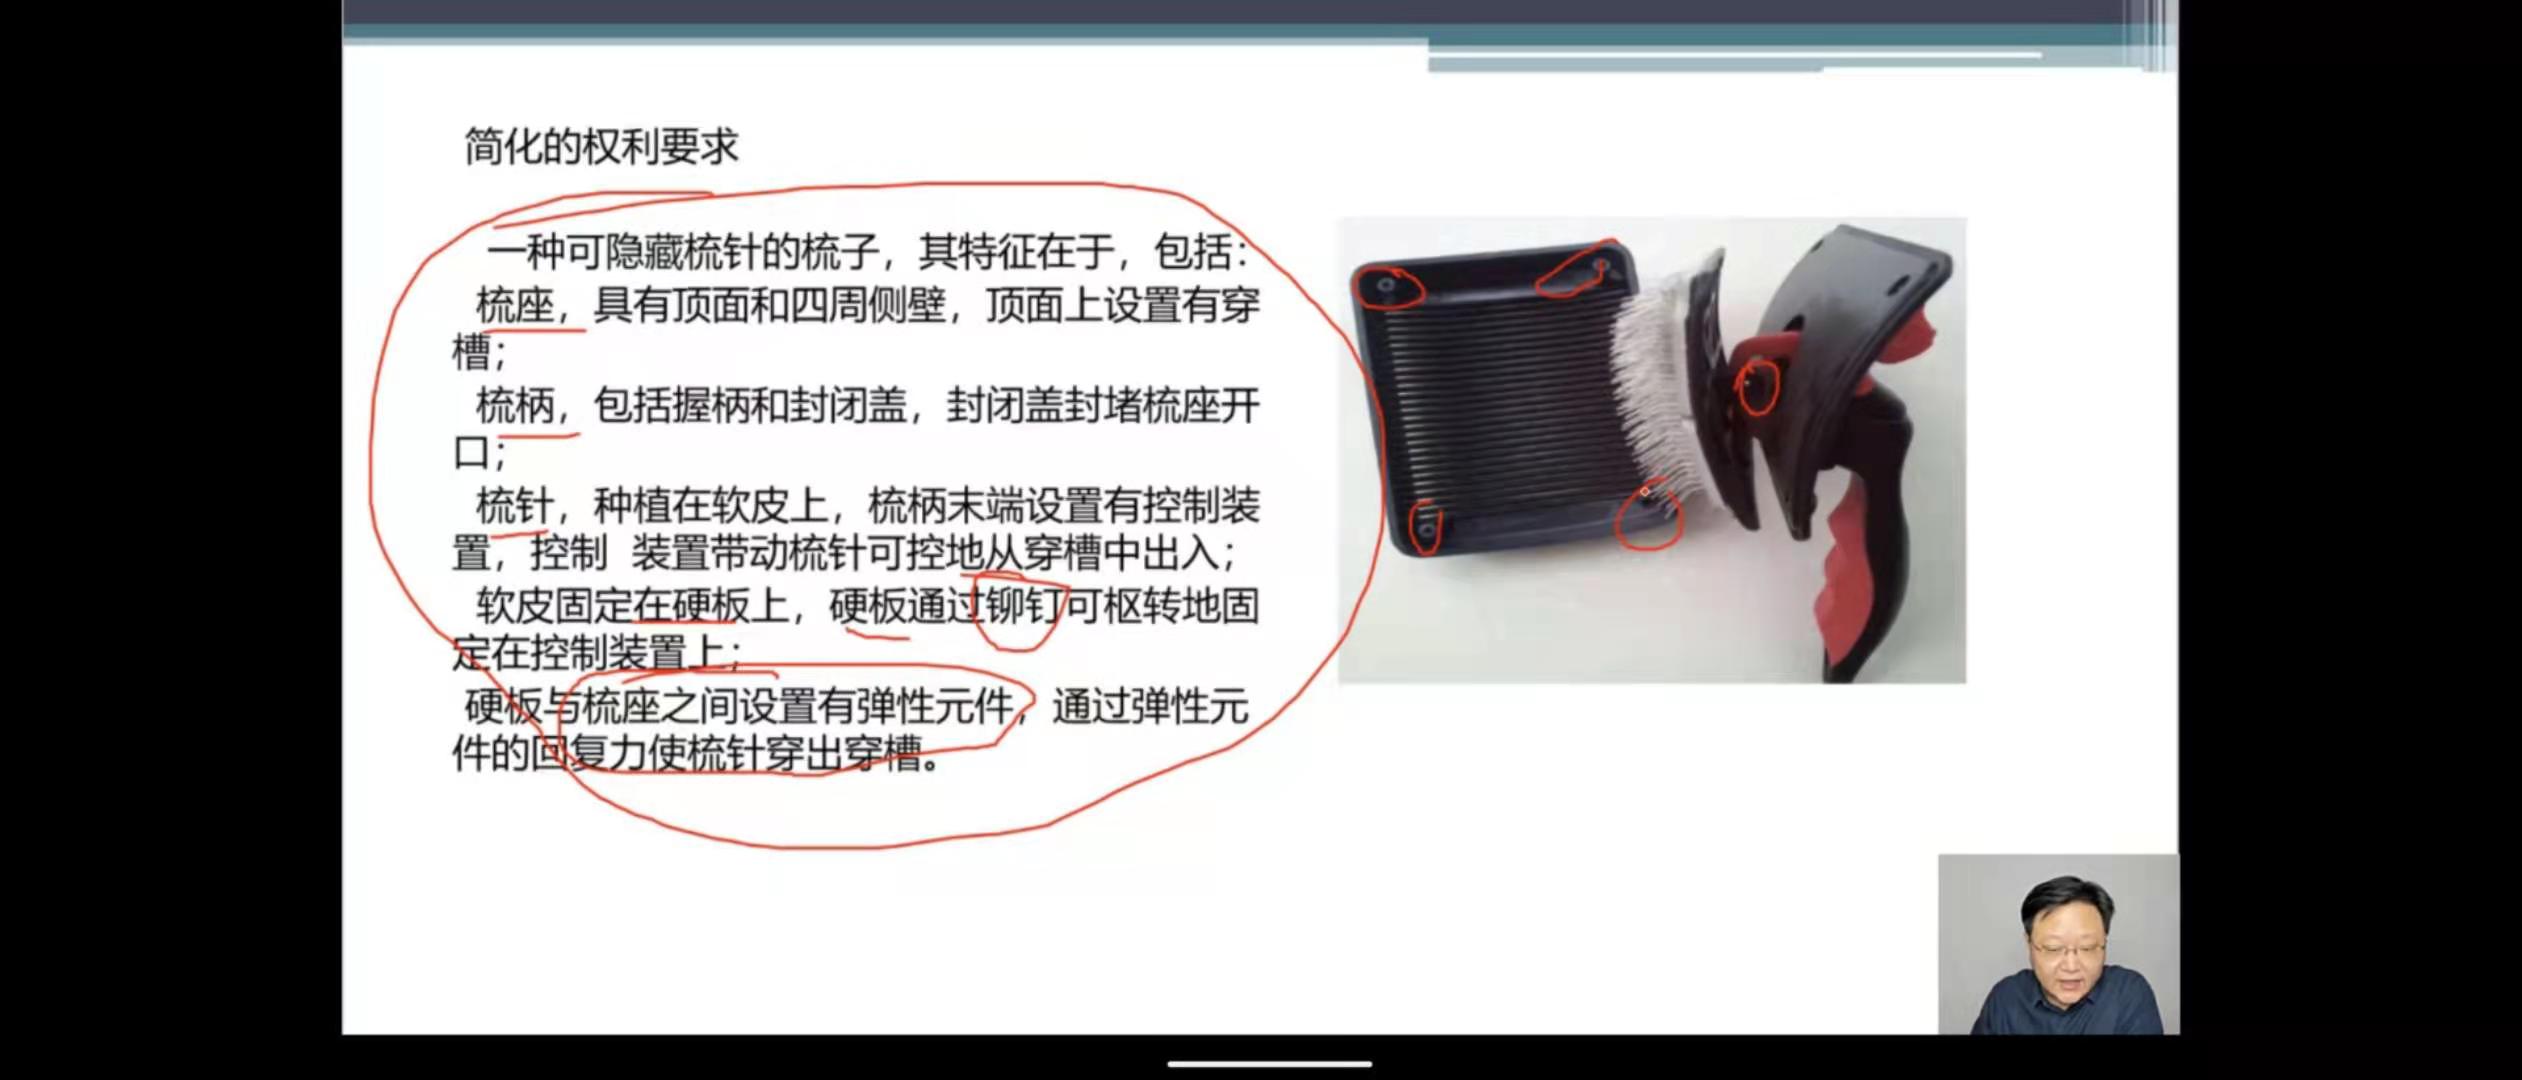 简化的权利要求
一种可隐藏梳针的梳子，其特征在于，包括：
梳座，具有顶面和四周侧壁，顶面上设置有穿
槽；
梳柄，包括握柄和封闭盖，封闭盖封堵梳座开
口；
梳针，种植在软皮上，梳柄末端设置有控制装
置，控制 装置带动梳针可控地从穿槽中出入；
软皮固定在硬板上，硬板通过铆钉可枢转地固
定在控制装置上；
硬板与梳座之间设置有弹性元件，通过弹性元
件的回复力使梳针穿出穿槽。